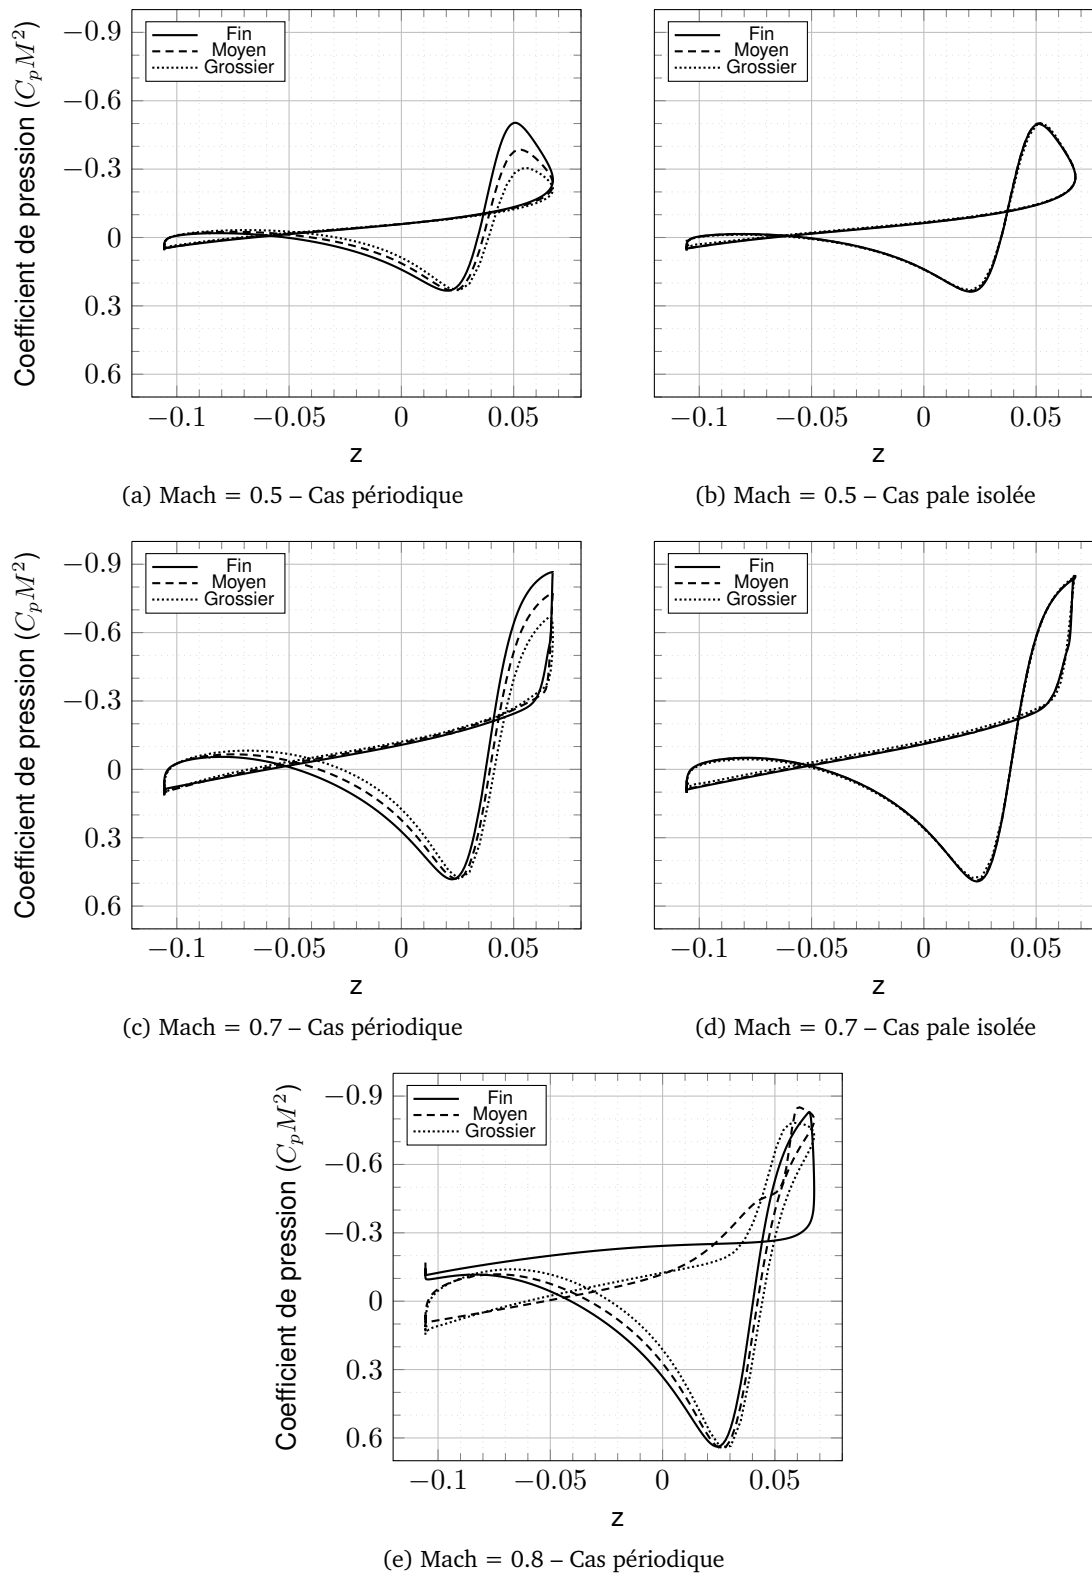 Coefficient de pression (CpM²)
−0.9
−0.6
−0.3
0
0.3
0.6
Fin
Moyen
Grossier
−0.1
−0.05
0
0.05
z
(a) Mach = 0.5 – Cas périodique
Fin
Moyen
Grossier
−0.1
−0.05
0
0.05
z
(b) Mach = 0.5 – Cas pale isolée
Coefficient de pression (CpM²)
−0.9
−0.6
−0.3
0
0.3
0.6
Fin
Moyen
Grossier
−0.1
−0.05
0
0.05
z
(c) Mach = 0.7 – Cas périodique
Fin
Moyen
Grossier
−0.1
−0.05
0
0.05
z
(d) Mach = 0.7 – Cas pale isolée
Coefficient de pression (CpM²)
−0.9
−0.6
−0.3
0
0.3
0.6
Fin
Moyen
Grossier
−0.1
−0.05
0
0.05
z
(e) Mach = 0.8 – Cas périodique